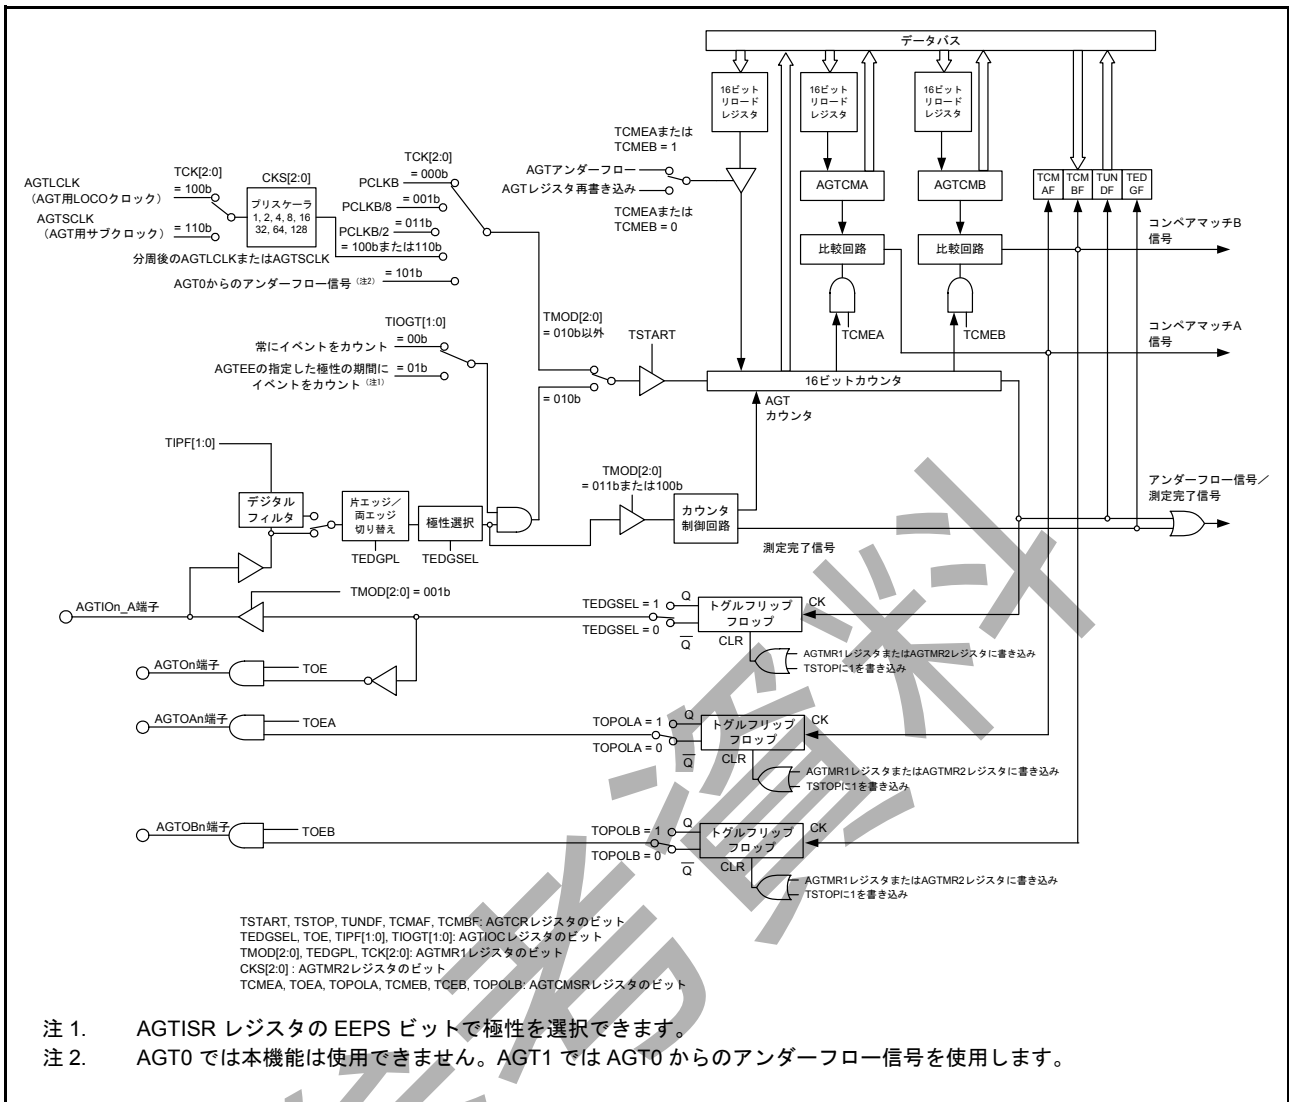 データバス
16ビット
リロード
レジスタ
16ビット
リロード
レジスタ
16ビット
リロード
レジスタ
TCMEAまたは
TCMEB = 1
AGTアンダーフロー
AGTレジスタ再書き込み
TCMEAまたは
TCMEB = 0
AGTCMA
AGTCMB
TCM
AF
TCM
BF
TUN
DF
TED
GF
比較回路
比較回路
コンペアマッチB
信号
コンペアマッチA
信号
TCMEA
TCMEB
AGTLCLK
(AGT用LOCOクロック)
AGTSCLK
(AGT用サブクロック)
TCK[2:0]
= 100b
= 110b
CKS[2:0]
プリスケーラ
1, 2, 4, 8, 16
32, 64, 128
TCK[2:0]
= 000b
PCLKB
= 001b
PCLKB/8
= 011b
PCLKB/2
= 100bまたは110b
分周後のAGTLCLKまたはAGTSCLK
= 101b
AGT0からのアンダーフロー信号 (注2)
TIOGT[1:0]
= 00b
常にイベントをカウント
AGTEEの指定した極性の期間に
イベントをカウント (注1)
= 01b
TMOD[2:0]
= 010b以外
= 010b
TSTART
16ビットカウンタ
AGT
カウンタ
TIPF[1:0]
デジタル
フィルタ
片エッジ／
両エッジ
切り替え
極性選択
TEDGPL
TEDGSEL
TMOD[2:0]
= 011bまたは100b
カウンタ
制御回路
測定完了信号
アンダーフロー信号／
測定完了信号
AGTIOn_A端子
TMOD[2:0] = 001b
TEDGSEL = 1
TEDGSEL = 0
Q
Q
トグルフリップ
フロップ
CK
CLR
AGTMR1レジスタまたはAGTMR2レジスタに書き込み
TSTOPに1を書き込み
AGTOn端子
TOE
AGTOAn端子
TOEA
TOPOLA = 1
TOPOLA = 0
Q
Q
トグルフリップ
フロップ
CK
CLR
AGTMR1レジスタまたはAGTMR2レジスタに書き込み
TSTOPに1を書き込み
AGTOBn端子
TOEB
TOPOLB = 1
TOPOLB = 0
Q
Q
トグルフリップ
フロップ
CK
CLR
AGTMR1レジスタまたはAGTMR2レジスタに書き込み
TSTOPに1を書き込み
TSTART, TSTOP, TUNDF, TCMAF, TCMBF: AGTCRレジスタのビット
TEDGSEL, TOE, TIPF[1:0], TIOGT[1:0]: AGTIOCレジスタのビット
TMOD[2:0], TEDGPL, TCK[2:0]: AGTMR1レジスタのビット
CKS[2:0] : AGTMR2レジスタのビット
TCMEA, TOEA, TOPOLA, TCMEB, TCEB, TOPOLB: AGTCMSRレジスタのビット
注 1. AGTISR レジスタの EEPS ビットで極性を選択できます。
注 2. AGT0 では本機能は使用できません。AGT1 では AGT0 からのアンダーフロー信号を使用します。
考資料